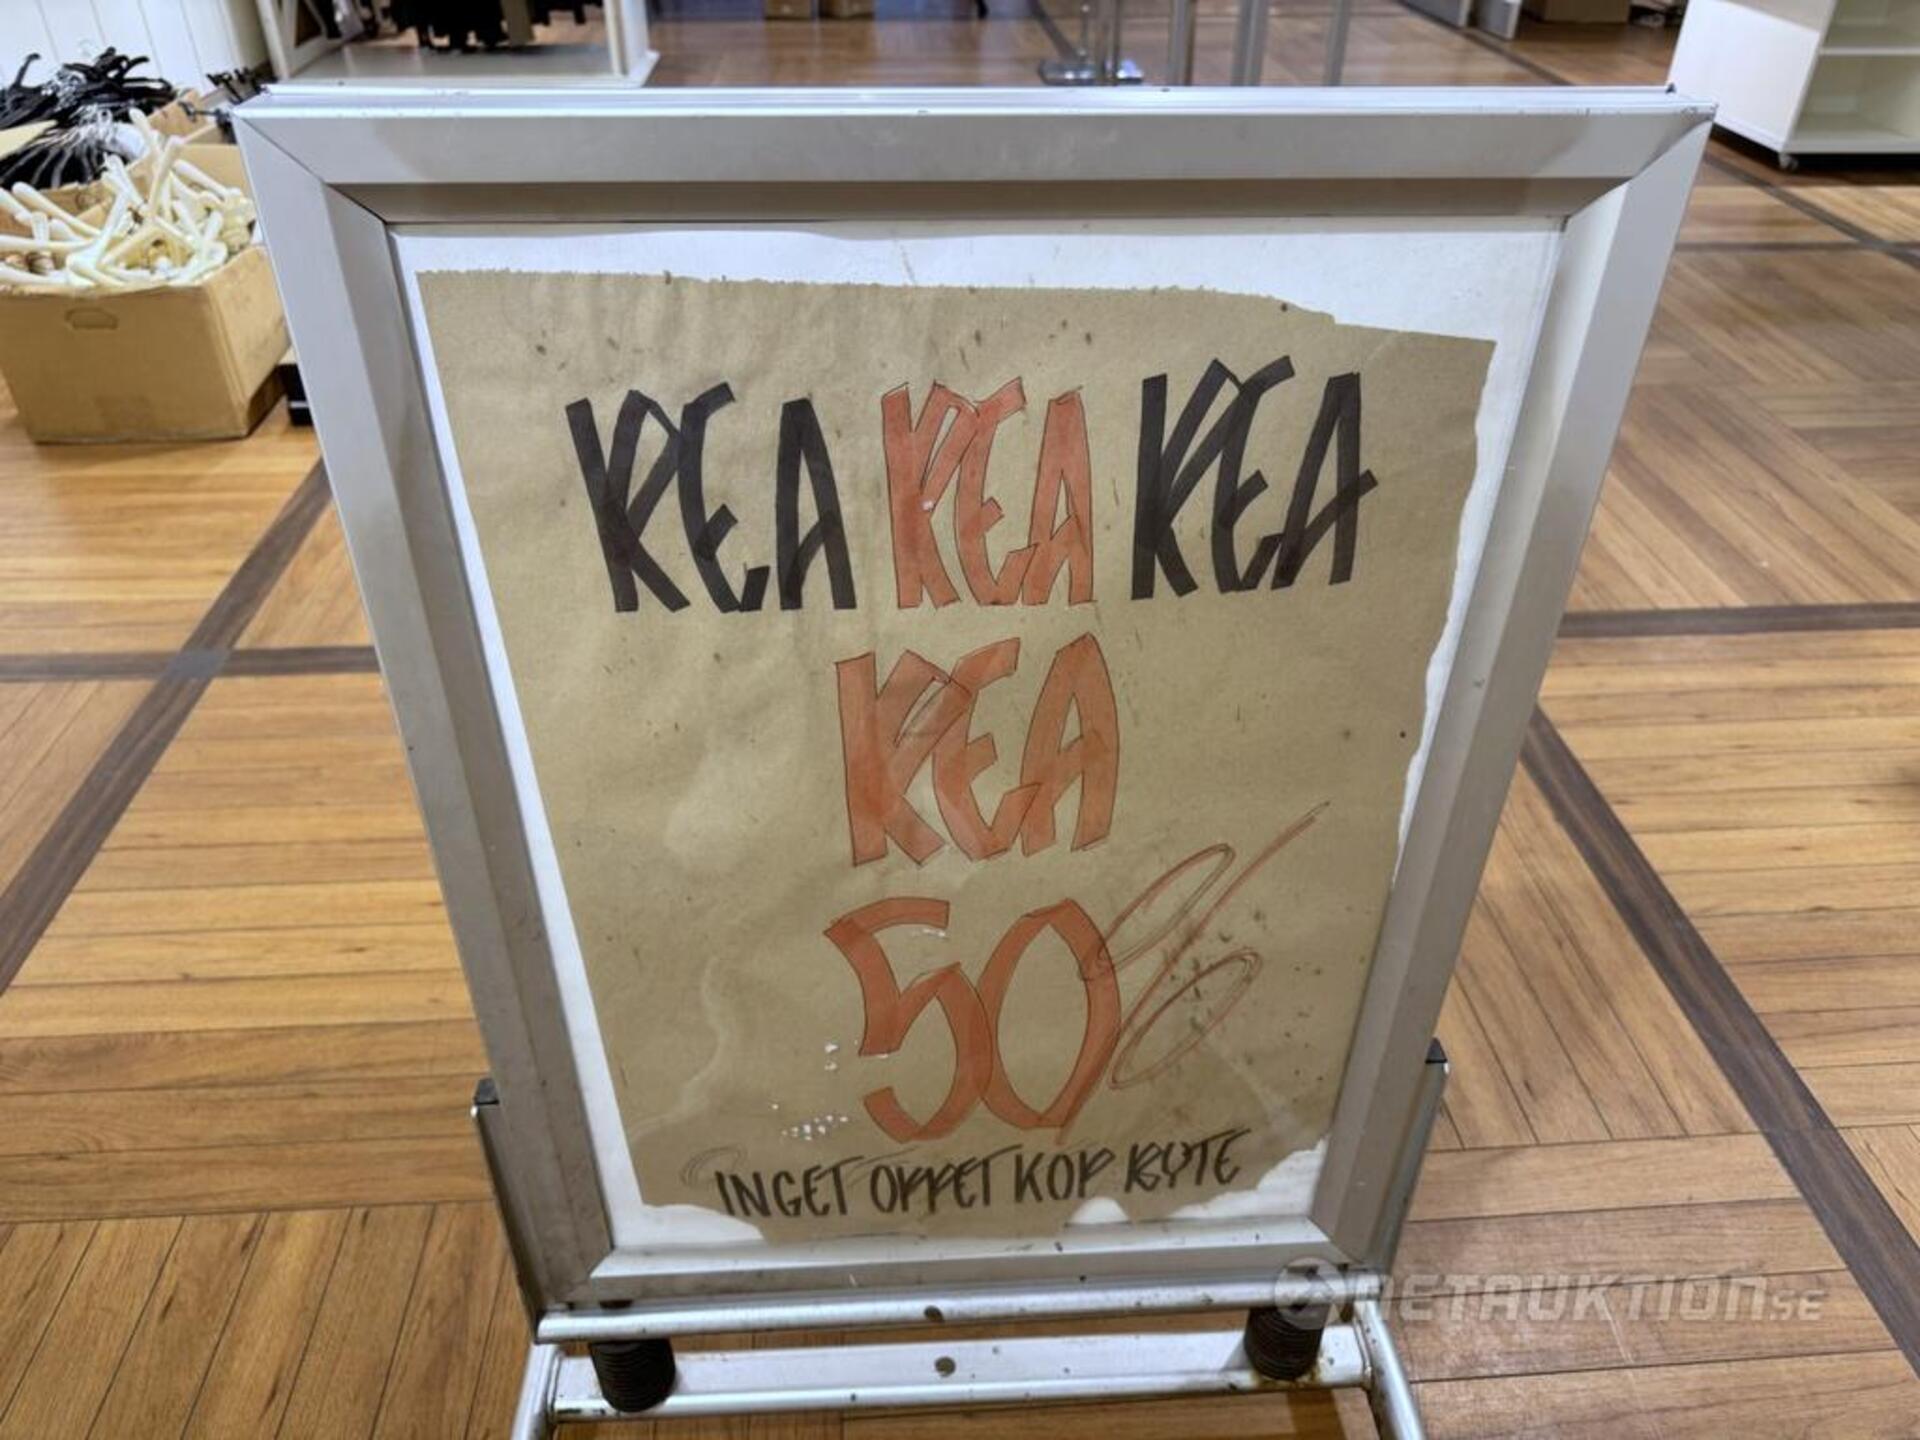 REA REA REA
REA
50%
INGET ÖPPET KÖP BYTE
NETAUKTION.SE